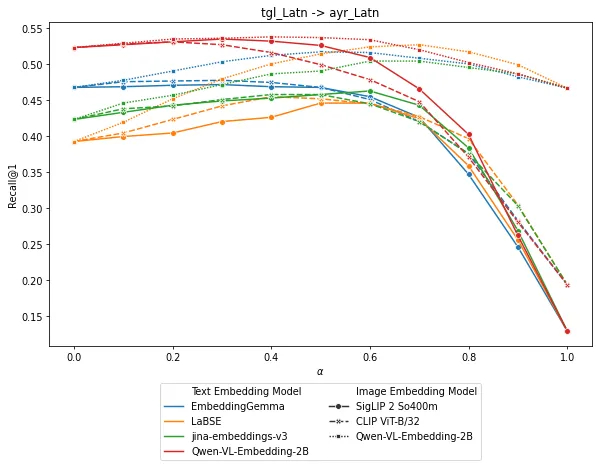 tgl_Latn -> ayr_Latn
Recall@1
0.55
0.50
0.45
0.40
0.35
0.30
0.25
0.20
0.15
0.0
0.2
0.4
0.6
0.8
1.0
α
Text Embedding Model
EmbeddingGemma
LaBSE
jina-embeddings-v3
Qwen-VL-Embedding-2B
Image Embedding Model
SigLIP 2 So400m
CLIP ViT-B/32
Qwen-VL-Embedding-2B